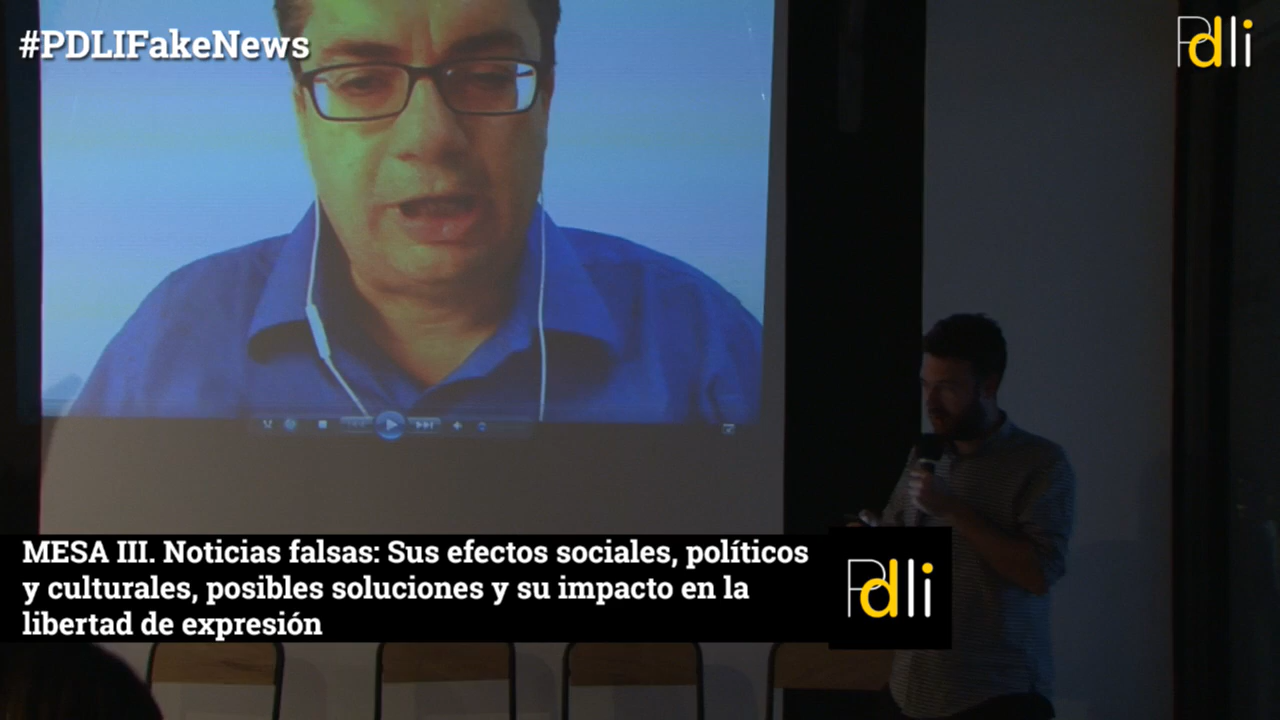 #PDLIFakeNews
Pdli
MESA III. Noticias falsas: Sus efectos sociales, políticos
y culturales, posibles soluciones y su impacto en la
libertad de expresión
Pdli